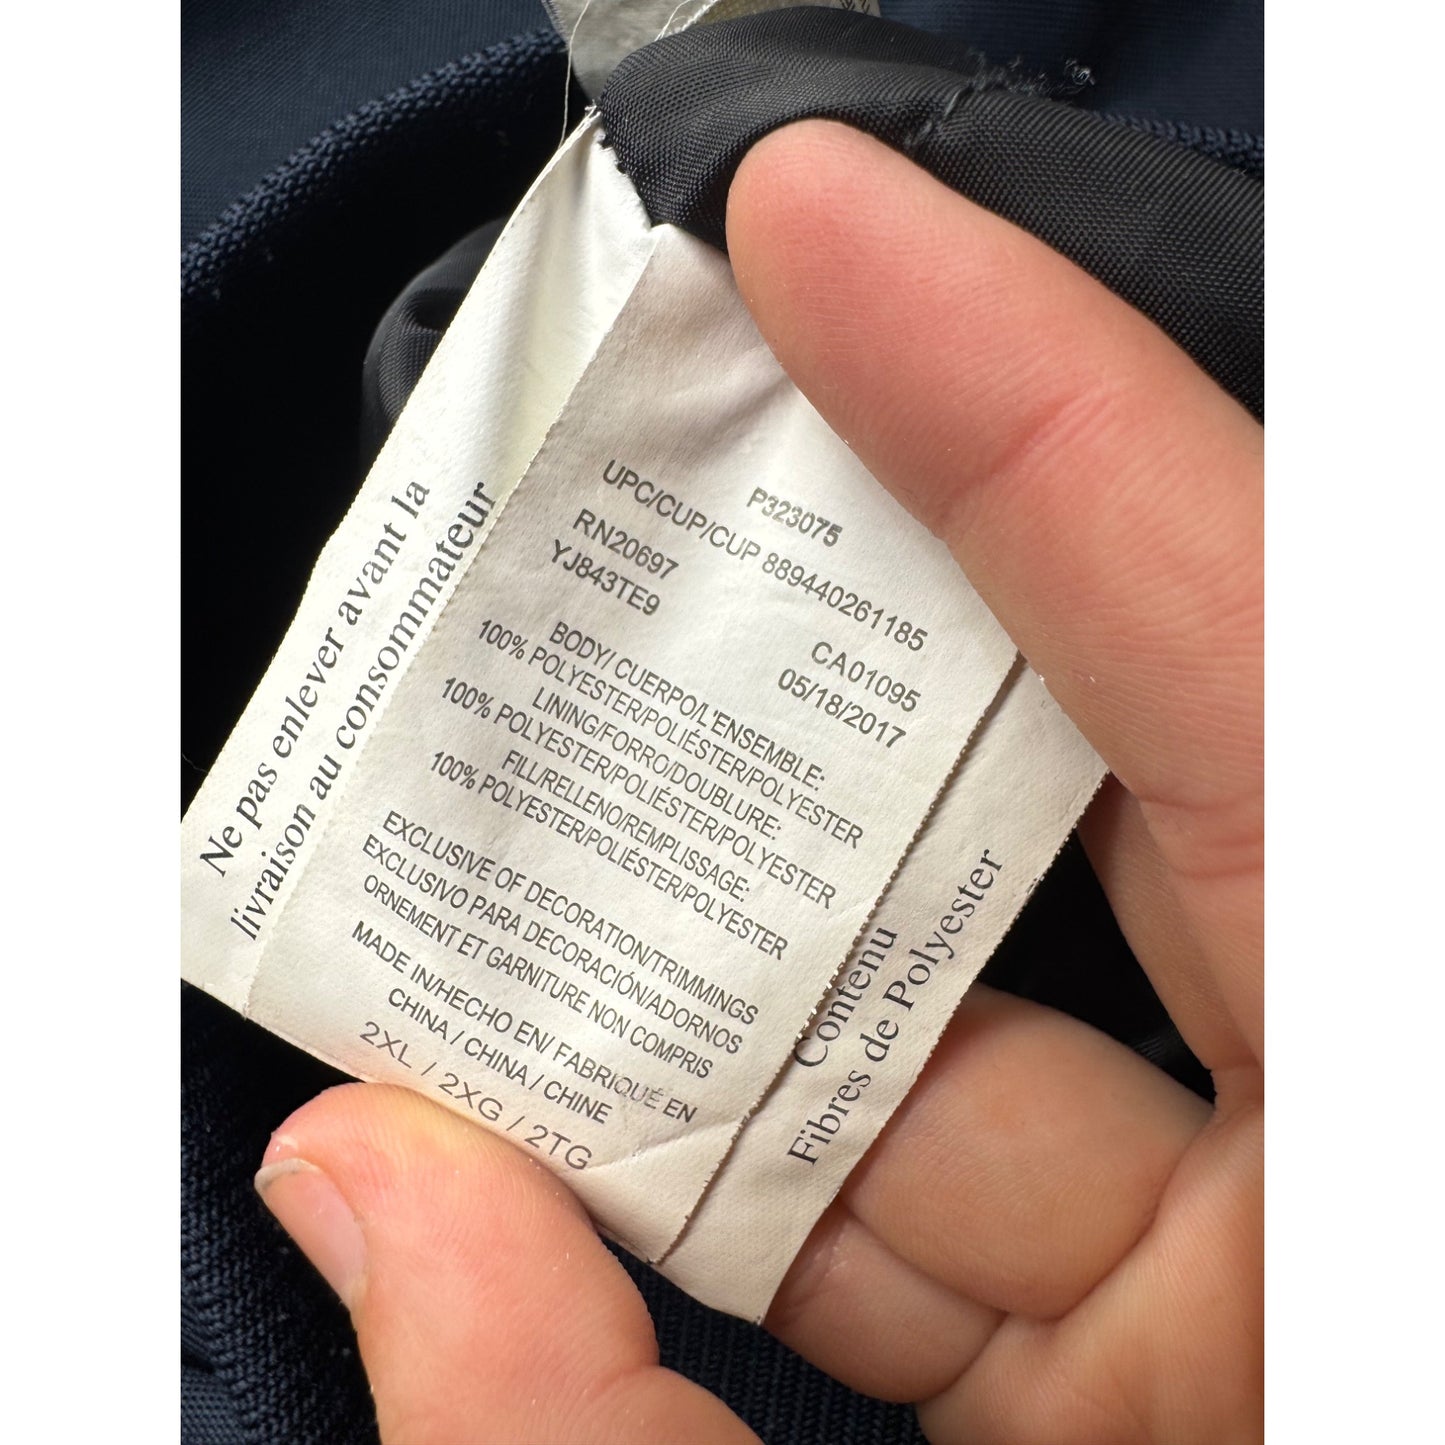 Ne pas enlever avant la
livraison au consommateur
P323075
UPC/CUP/CUP 889440261185
RN20697 CA01095
YJ843TE9 05/18/2017
BODY/ CUERPO/L'ENSEMBLE:
100% POLYESTER/POLIÉSTER/POLYESTER
LINING/FORRO/DOUBLURE:
100% POLYESTER/POLIÉSTER/POLYESTER
FILL/RELLENO/REMPLISSAGE:
100% POLYESTER/POLIÉSTER/POLYESTER
EXCLUSIVE OF DECORATION/TRIMMINGS
EXCLUSIVO PARA DECORACIÓN/ADORNOS
ORNEMENT ET GARNITURE NON COMPRIS
MADE IN/HECHO EN/ FABRIQUÉ EN
CHINA / CHINA / CHINE
2XL / 2XG / 2TG
Contenu
Fibres de Polyester